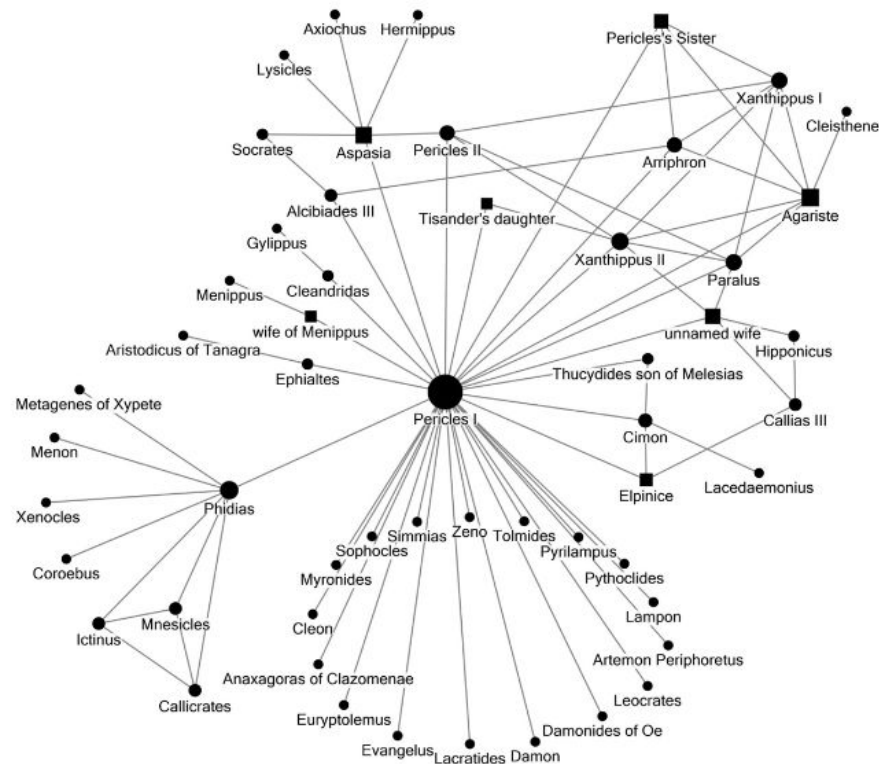 Axiochus
Hermippus
Pericles's Sister
Lysicles
Xanthippus I
Cleisthene
Socrates
Aspasia
Pericles II
Arriphron
Alcibiades III
Tisander's daughter
Agariste
Gylippus
Xanthippus II
Cleandridas
Paralus
Menippus
wife of Menippus
unnamed wife
Aristodicus of Tanagra
Hipponicus
Ephialtes
Thucydides son of Melesias
Metagenes of Xypete
Pericles I
Callias III
Cimon
Menon
Lacedaemonius
Elpinice
Phidias
Xenocles
Simmias
Zeno
Tolmides
Sophocles
Pyrilampus
Coroebus
Myronides
Pythoclides
Lampon
Mnesicles
Cleon
Ictinus
Artemon Periphoretus
Anaxagoras of Clazomenae
Leocrates
Callicrates
Euryptolemus
Damonides of Oe
Evangelus
Lacratides
Damon